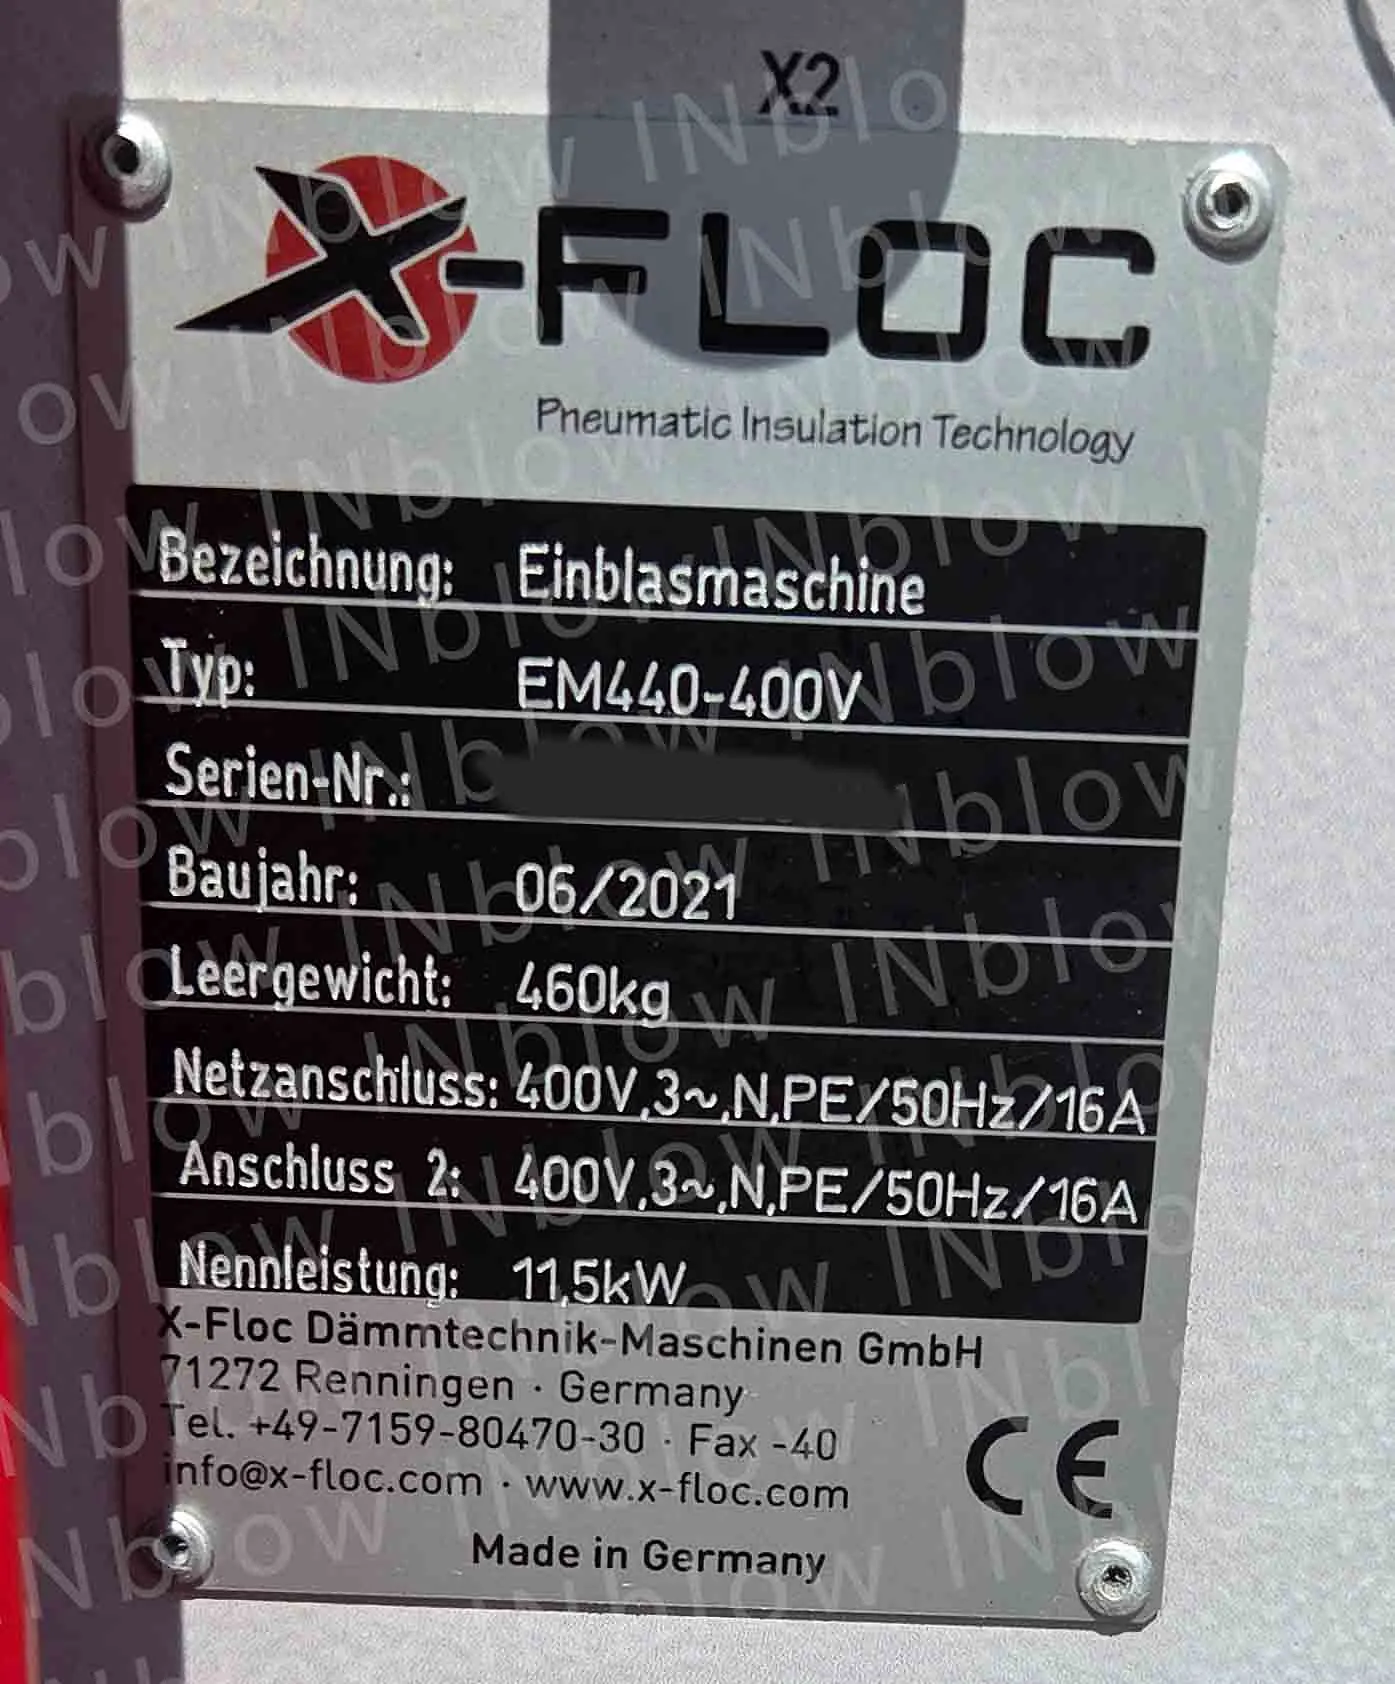 X2
X-FLOC
Pneumatic Insulation Technology
Bezeichnung: Einblasmaschine
Typ: EM440-400V
Serien-Nr.:
Baujahr: 06/2021
Leergewicht: 460kg
Netzanschluss: 400V,3~,N,PE/50Hz/16A
Anschluss 2: 400V,3~,N,PE/50Hz/16A
Nennleistung: 11,5kW
X-Floc Dämmtechnik-Maschinen GmbH
71272 Renningen · Germany
Tel. +49-7159-80470-30 · Fax -40
info@x-floc.com · www.x-floc.com
CE
Made in Germany
INblow